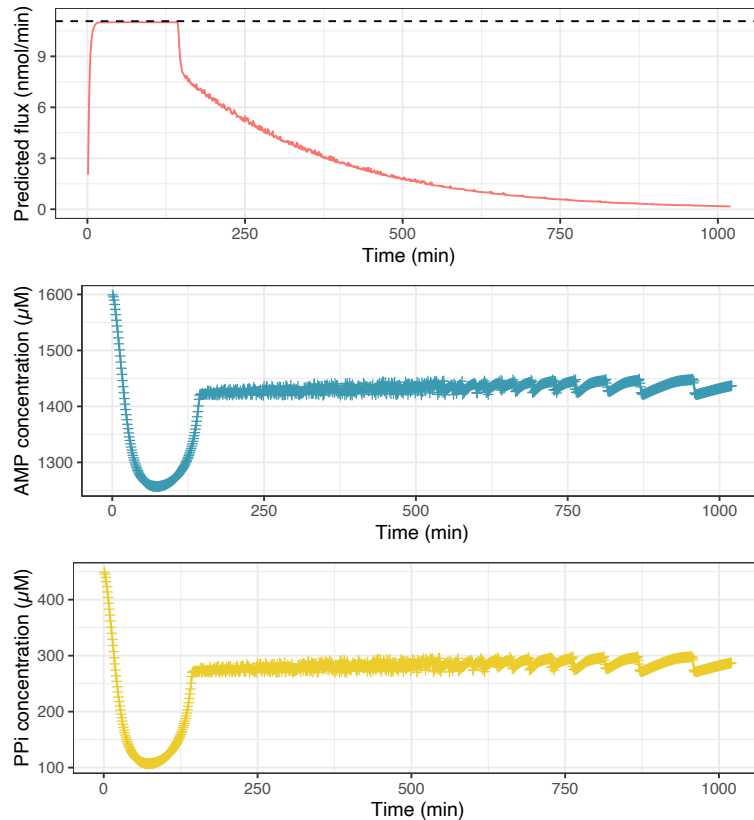 Predicted flux (nmol/min)
9
6
3
0
0 250 500 750 1000
Time (min)
AMP concentration (µM)
1600
1500
1400
1300
0 250 500 750 1000
Time (min)
PPi concentration (µM)
400
300
200
100
0 250 500 750 1000
Time (min)